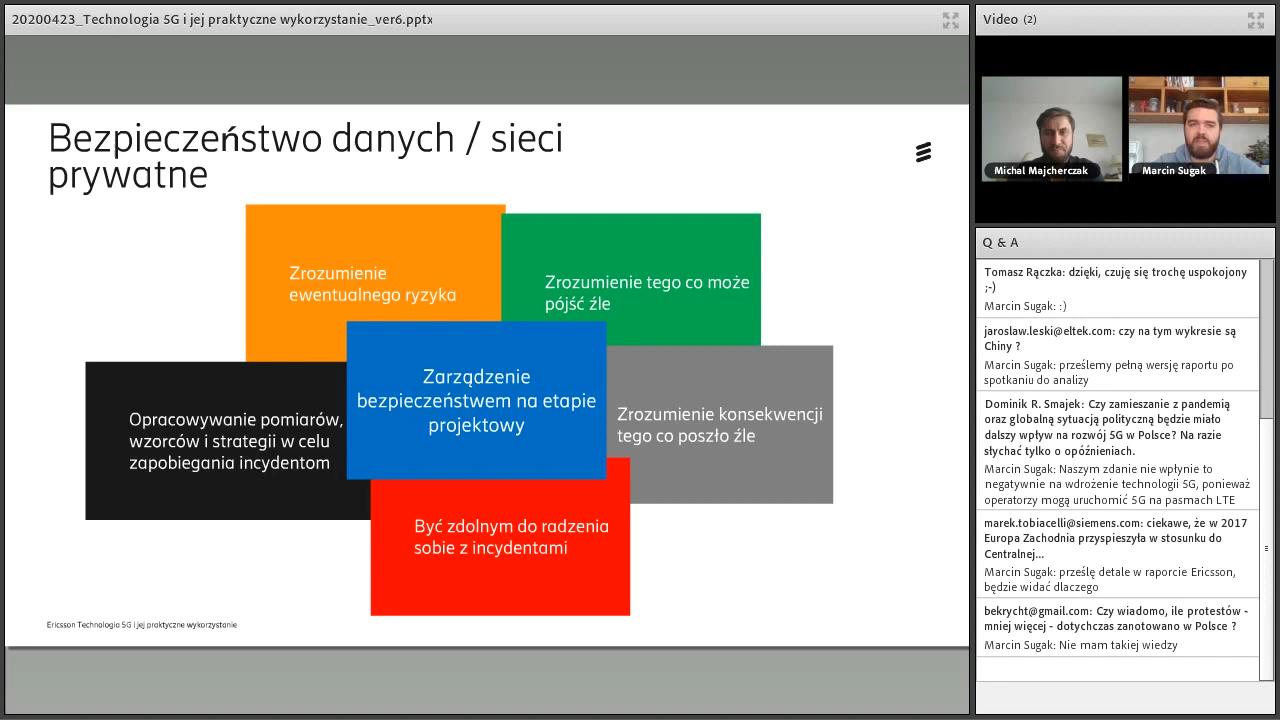 20200423_Technologia 5G i jej praktyczne wykorzystanie_ver6.pptx
Bezpieczeństwo danych / sieci
prywatne
Zrozumienie
ewentualnego ryzyka
Zrozumienie tego co może
pójść źle
Zarządzenie
bezpieczeństwem na etapie
projektowy
Opracowywanie pomiarów,
wzorców i strategii w celu
zapobiegania incydentom
Zrozumienie konsekwencji
tego co poszło źle
Być zdolnym do radzenia
sobie z incydentami
Ericsson Technologia 5G i jej praktyczne wykorzystanie
Video (2)
Michal Majcherczak
Marcin Sugak
Q & A
Tomasz Rączka: dzięki, czuję się trochę uspokojony
;-)
Marcin Sugak: :)
jaroslaw.leski@eltek.com: czy na tym wykresie są
Chiny ?
Marcin Sugak: prześlemy pełną wersję raportu po
spotkaniu do analizy
Dominik R. Smajek: Czy zamieszanie z pandemią
oraz globalną sytuacją polityczną będzie miało
dalszy wpływ na rozwój 5G w Polsce? Na razie
słychać tylko o opóźnieniach.
Marcin Sugak: Naszym zdanie nie wpłynie to
negatywnie na wdrożenie technologii 5G, ponieważ
operatorzy mogą uruchomić 5G na pasmach LTE
marek.tobiacelli@siemens.com: ciekawe, że w 2017
Europa Zachodnia przyspieszyła w stosunku do
Centralnej...
Marcin Sugak: prześlę detale w raporcie Ericsson,
będzie widać dlaczego
bekrycht@gmail.com: Czy wiadomo, ile protestów -
mniej więcej - dotychczas zanotowano w Polsce ?
Marcin Sugak: Nie mam takiej wiedzy